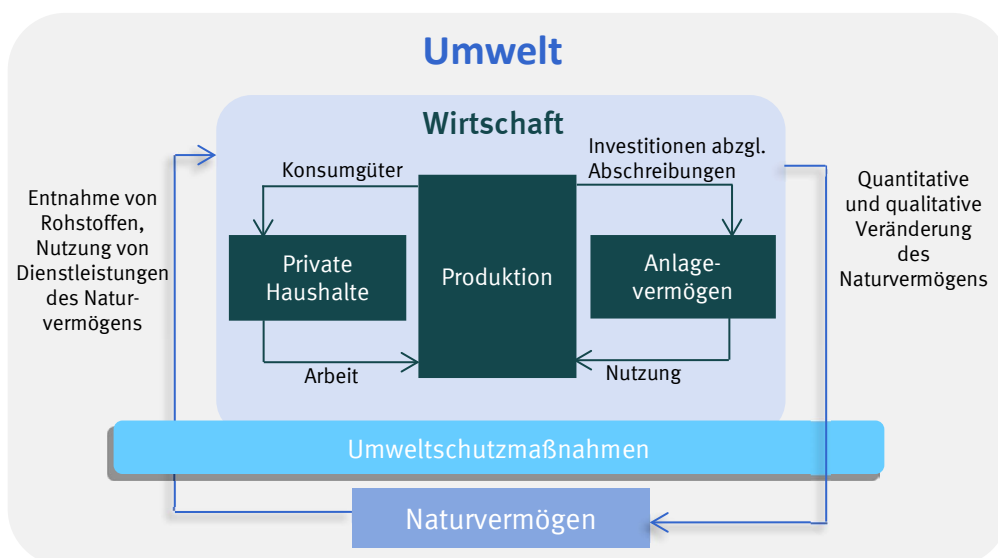 Umwelt
Wirtschaft
Entnahme von
Rohstoffen,
Nutzung von
Dienstleistungen
des Natur-
vermögens
Konsumgüter
Investitionen abzgl.
Abschreibungen
Private
Haushalte
Produktion
Anlage-
vermögen
Arbeit
Nutzung
Quantitative
und qualitative
Veränderung
des
Naturvermögens
Umweltschutzmaßnahmen
Naturvermögen